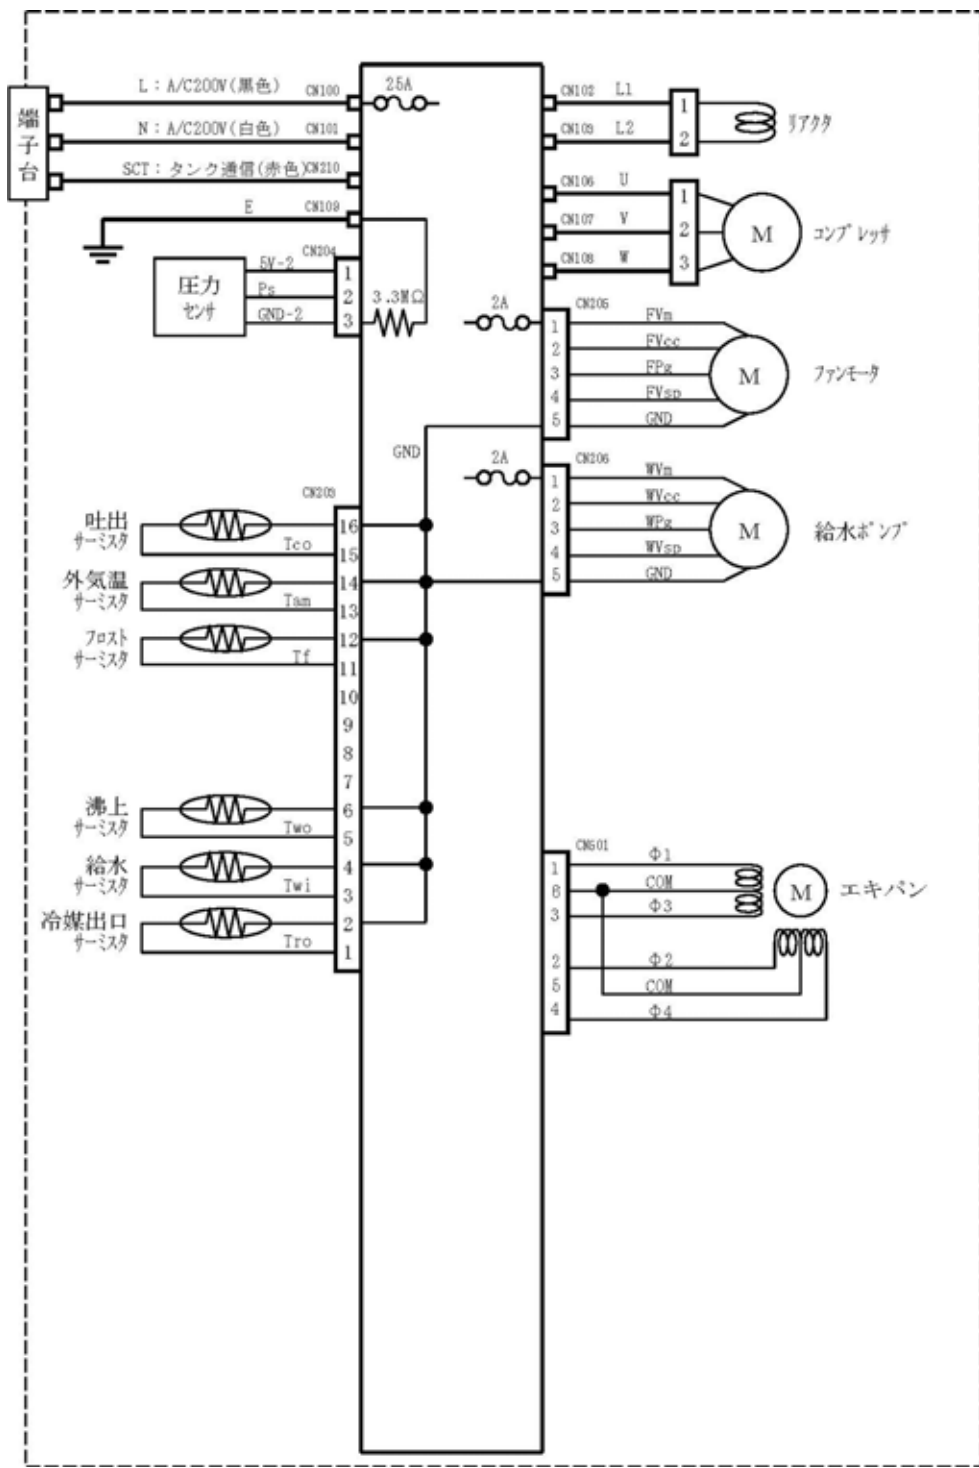 L：A/C200V(黒色)
CN100
25A
N：A/C200V(白色)
CN101
SCT：タンク通信(赤色)
CN210
端子台
E
CN109
圧力
センサ
5V-2
Ps
GND-2
CN204
1
2
3
3.3MΩ
GND
CN203
吐出
サーミスタ
Tco
外気温
サーミスタ
Tam
フロスト
サーミスタ
Tf
沸上
サーミスタ
Two
給水
サーミスタ
Twi
冷媒出口
サーミスタ
Tro
16
15
14
13
12
11
10
9
8
7
6
5
4
3
2
1
CN102
L1
L2
1
2
リアクタ
CN106
U
CN107
V
CN108
W
1
2
3
M
コンプレッサ
2A
CN205
1
2
3
4
5
FVm
FVcc
FPg
FVsp
GND
M
ファンモータ
2A
CN206
1
2
3
4
5
WVm
WVcc
WPg
WVsp
GND
M
給水ポンプ
1
6
3
2
5
4
Φ1
COM
Φ3
Φ2
COM
Φ4
M
エキパン